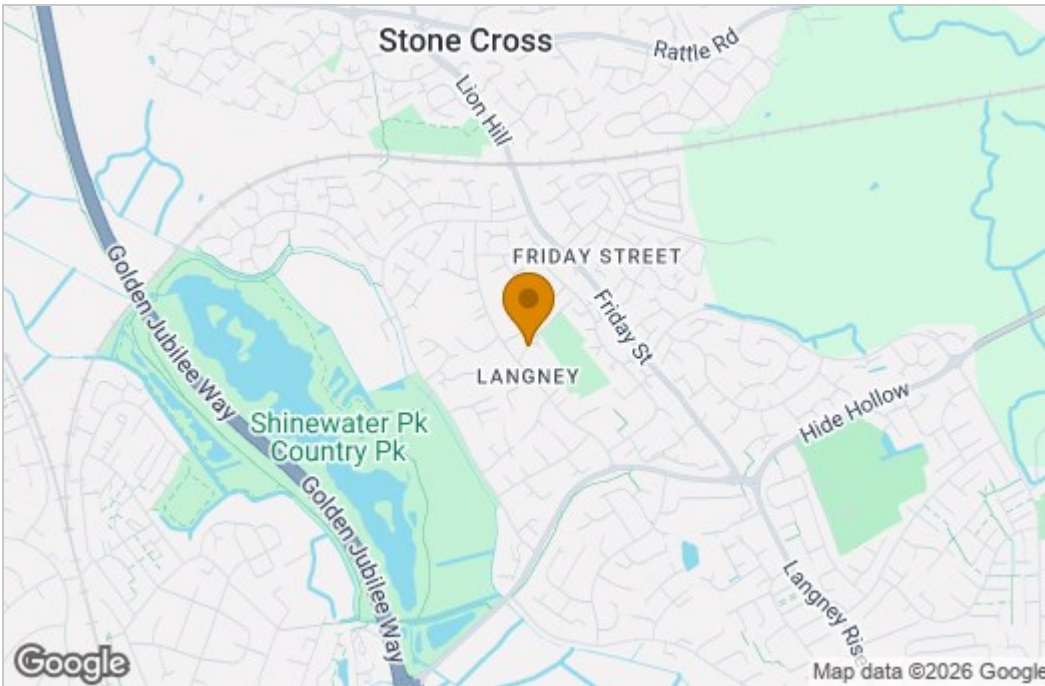 Stone Cross
Rattle Rd
Lion Hill
FRIDAY STREET
Golden Jubilee Way
Friday St
LANGNEY
Hide Hollow
Shinewater Pk
Country Pk
Golden Jubilee Way
Langney Rise
Google
Map data ©2026 Google